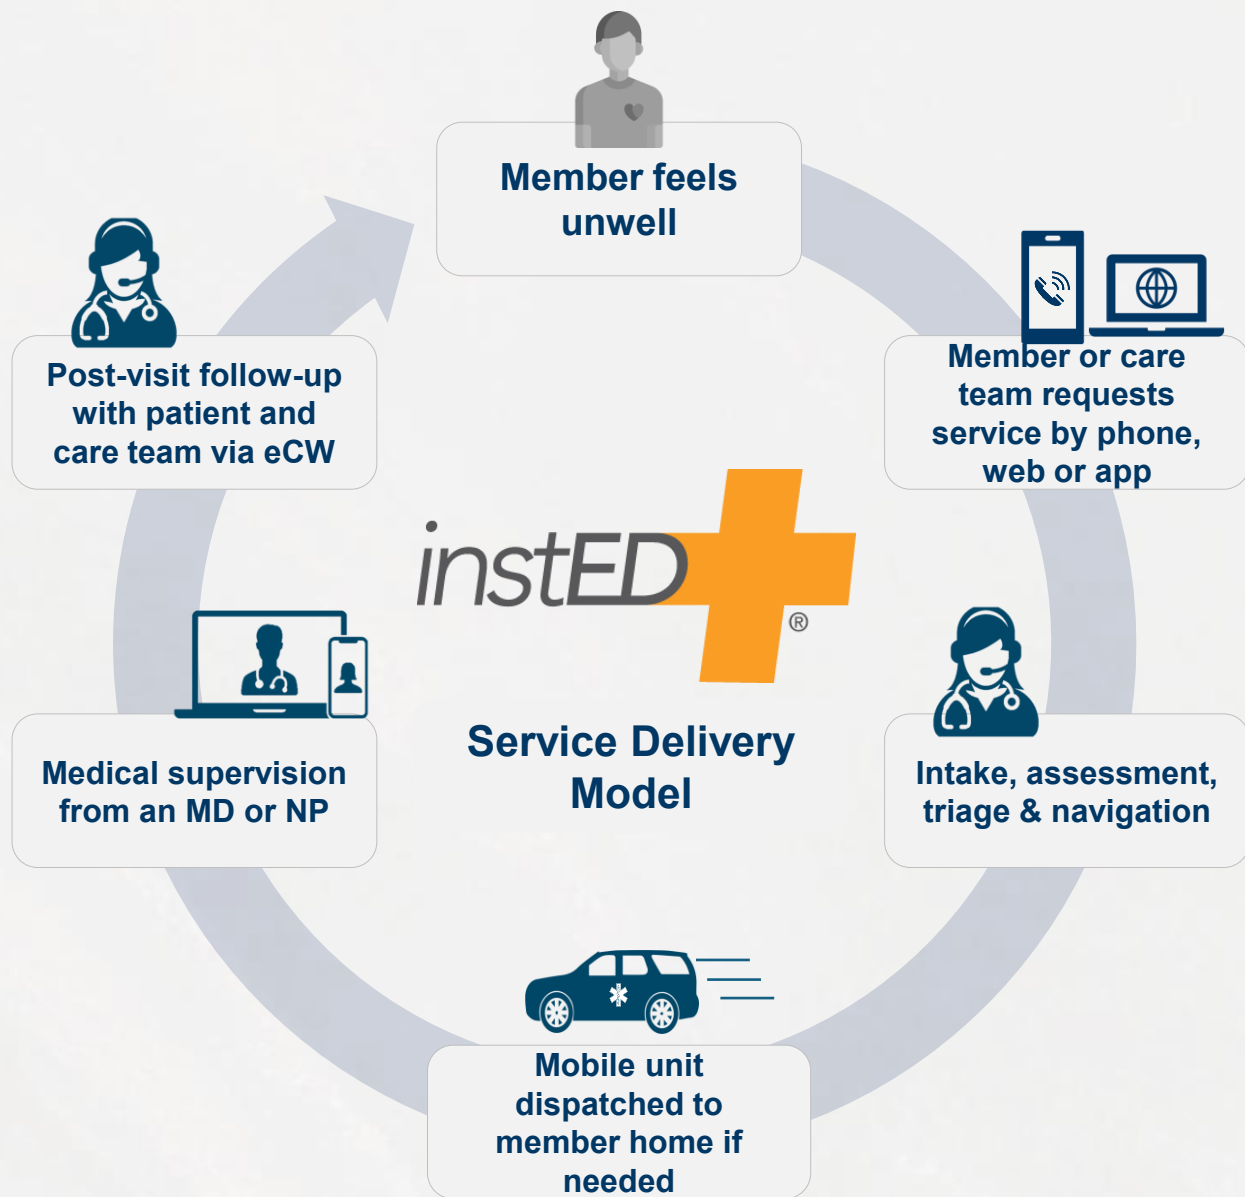 Member feels
unwell
Member or care
team requests
service by phone,
web or app
Intake, assessment,
triage & navigation
Mobile unit
dispatched to
member home if
needed
Medical supervision
from an MD or NP
Post-visit follow-up
with patient and
care team via eCW
instED
®
Service Delivery
Model